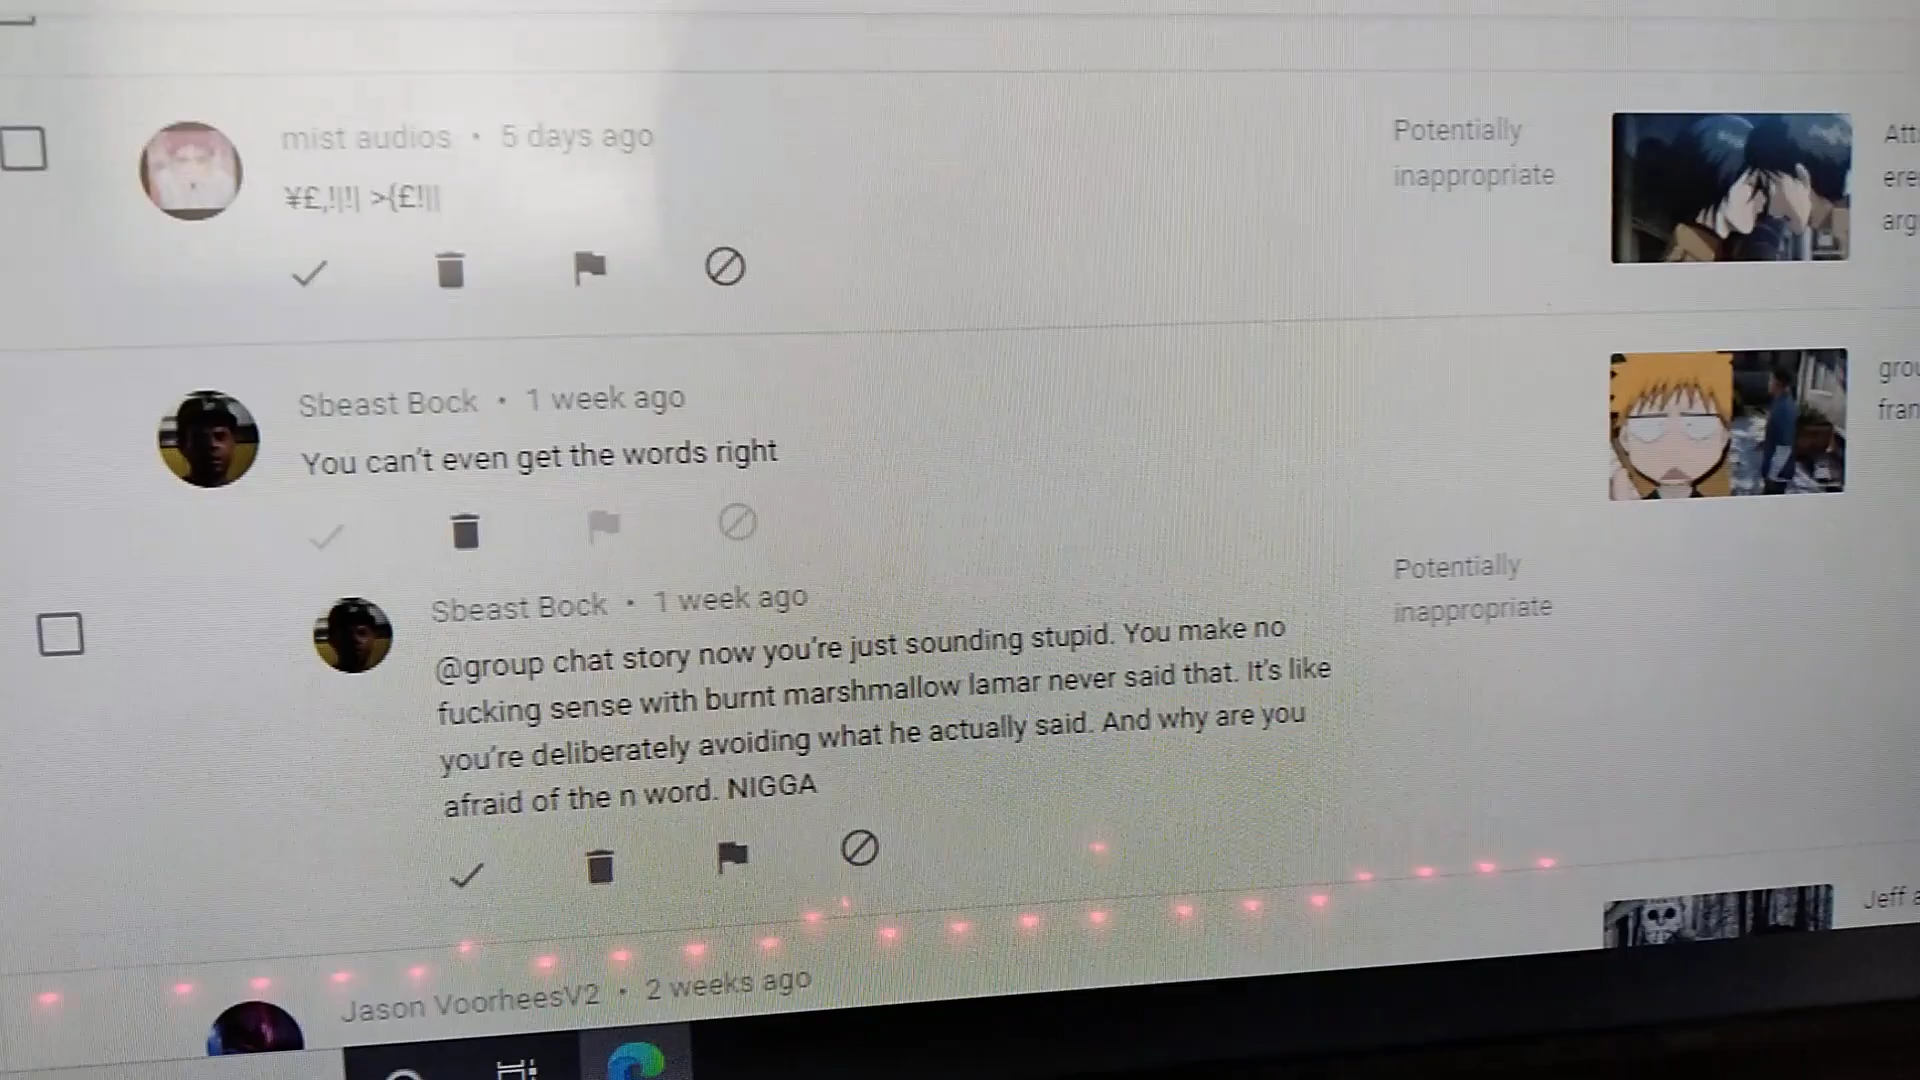 mist audios • 5 days ago
¥£,!|!| >{£!||
Potentially
inappropriate
Sbeast Bock • 1 week ago
You can't even get the words right
Sbeast Bock • 1 week ago
@group chat story now you're just sounding stupid. You make no
fucking sense with burnt marshmallow lamar never said that. It's like
you're deliberately avoiding what he actually said. And why are you
afraid of the n word. NIGGA
Potentially
inappropriate
Jeff
Jason VoorheesV2 • 2 weeks ago